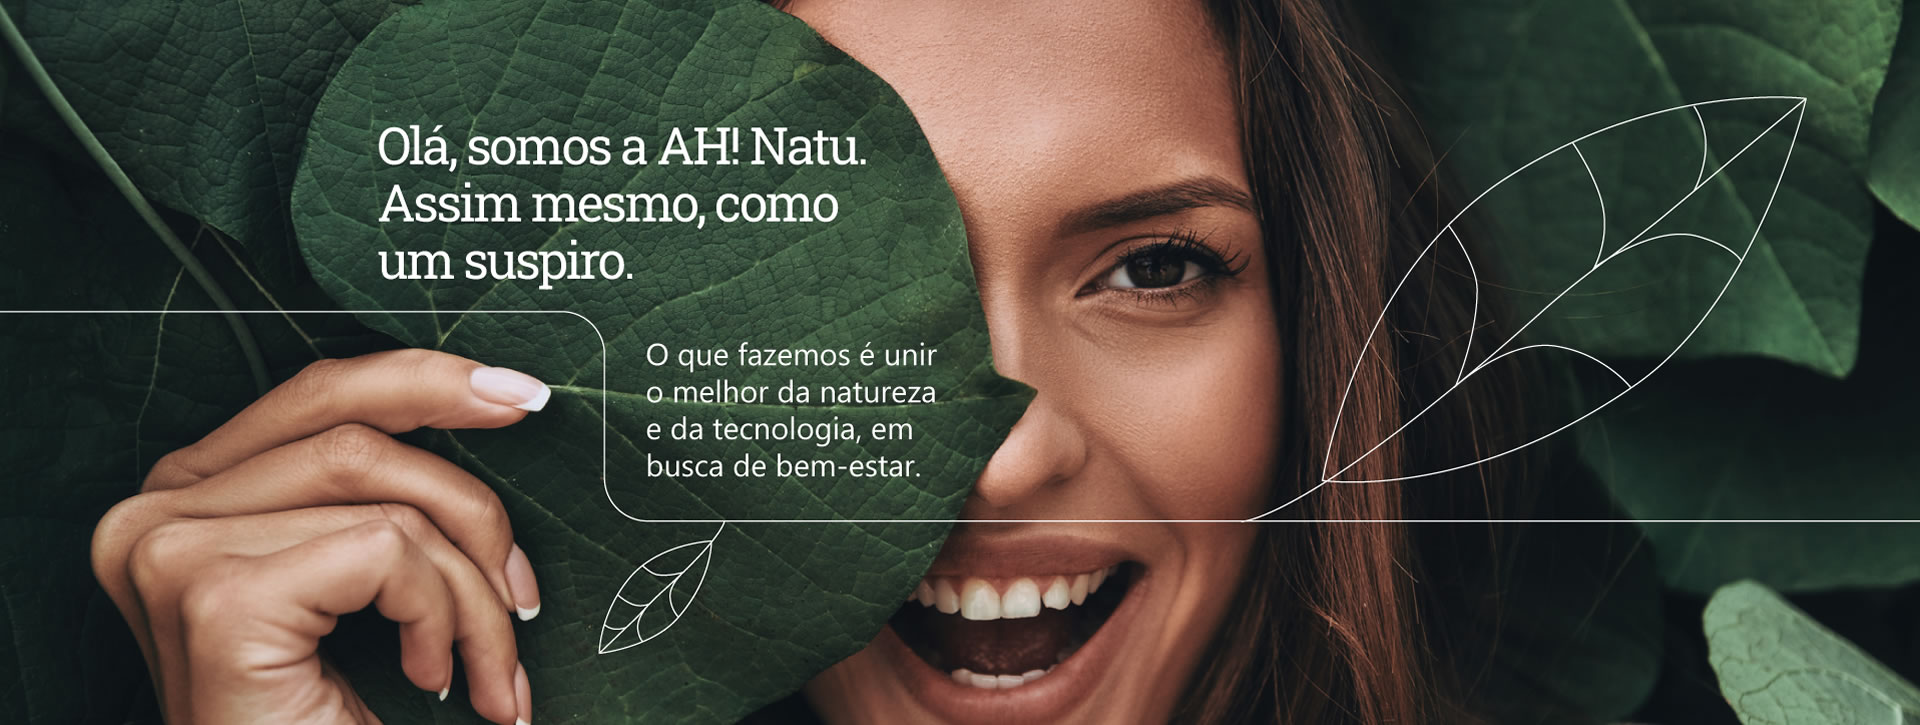 Olá, somos a AH! Natu.
Assim mesmo, como
um suspiro.
O que fazemos é unir
o melhor da natureza
e da tecnologia, em
busca de bem-estar.